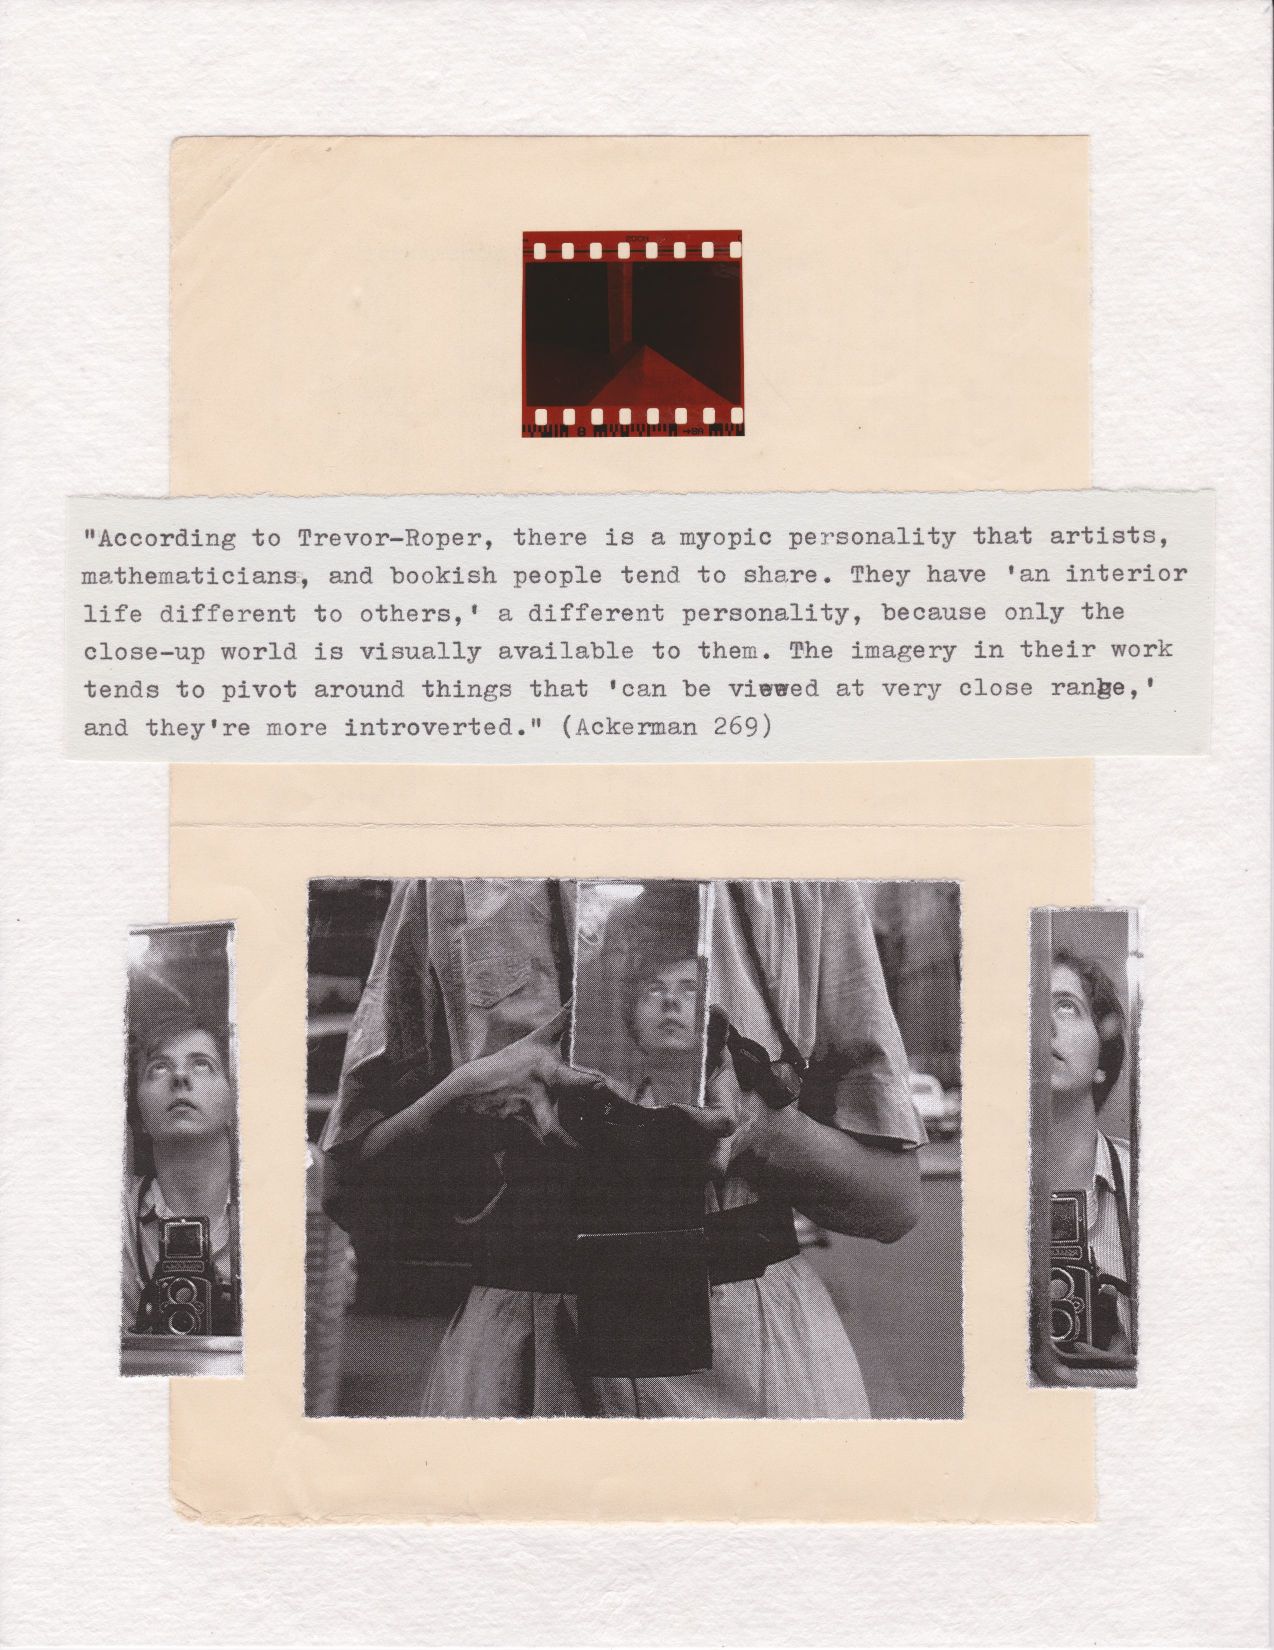 "According to Trevor-Roper, there is a myopic personality that artists,
mathematicians, and bookish people tend to share. They have 'an interior
life different to others,' a different personality, because only the
close-up world is visually available to them. The imagery in their work
tends to pivot around things that 'can be viewed at very close range,'
and they're more introverted." (Ackerman 269)